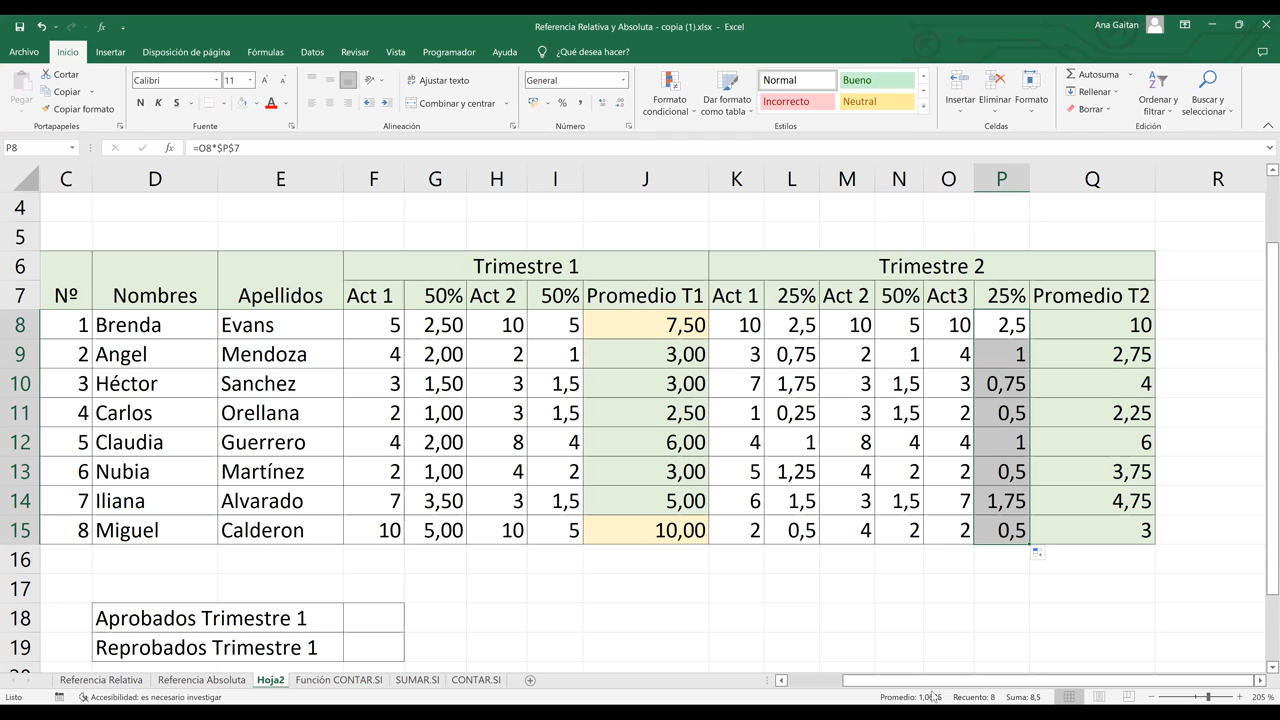 Referencia Relativa y Absoluta - copia (1).xlsx - Excel
Ana Gaitan
Archivo Inicio Insertar Disposición de página Fórmulas Datos Revisar Vista Programador Ayuda ¿Qué desea hacer?
Pegar Cortar Copiar Copiar formato
Calibri 11 N K S
Ajustar texto Combinar y centrar
General % 
Formato condicional Dar formato como tabla
Normal Bueno Incorrecto Neutral
Insertar Eliminar Formato
Autosuma Rellenar Borrar Ordenar y filtrar Buscar y seleccionar
Portapapeles Fuente Alineación Número Estilos Celdas Edición
P8 fx =O8*$P$7
C D E F G H I J K L M N O P Q R
4
5
6 Trimestre 1 Trimestre 2
7 Nº Nombres Apellidos Act 1 50% Act 2 50% Promedio T1 Act 1 25% Act 2 50% Act3 25% Promedio T2
8 1 Brenda Evans 5 2,50 10 5 7,50 10 2,5 10 5 10 2,5 10
9 2 Angel Mendoza 4 2,00 2 1 3,00 3 0,75 2 1 4 1 2,75
10 3 Héctor Sanchez 3 1,50 3 1,5 3,00 7 1,75 3 1,5 3 0,75 4
11 4 Carlos Orellana 2 1,00 3 1,5 2,50 1 0,25 3 1,5 2 0,5 2,25
12 5 Claudia Guerrero 4 2,00 8 4 6,00 4 1 8 4 4 1 6
13 6 Nubia Martínez 2 1,00 4 2 3,00 5 1,25 4 2 2 0,5 3,75
14 7 Iliana Alvarado 7 3,50 3 1,5 5,00 6 1,5 3 1,5 7 1,75 4,75
15 8 Miguel Calderon 10 5,00 10 5 10,00 2 0,5 4 2 2 0,5 3
16
17
18 Aprobados Trimestre 1
19 Reprobados Trimestre 1
Referencia Relativa Referencia Absoluta Hoja2 Función CONTAR.SI SUMAR.SI CONTAR.SI
Listo Accesibilidad: es necesario investigar Promedio: Recuento: 8 Suma: 8,5 205 %